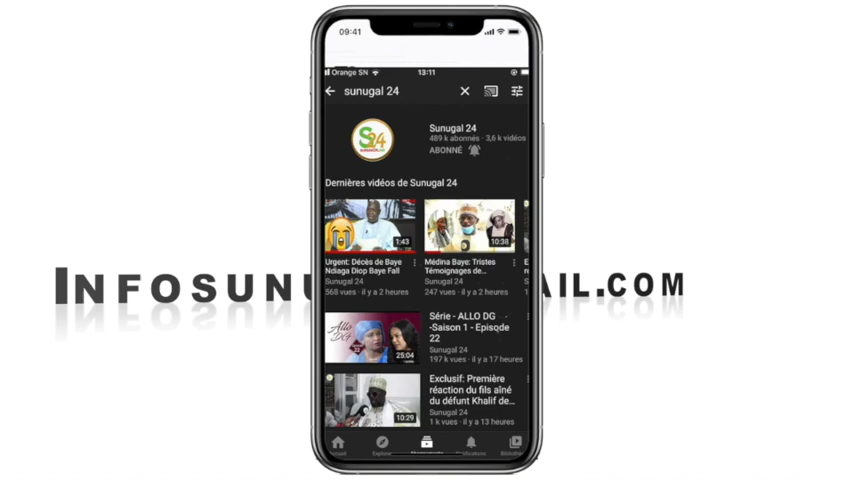 09:41
Orange SN
13:11
sunugal 24
S24
Sunugal 24
489 k abonnés · 3,6 k vidéos
ABONNÉ
Dernières vidéos de Sunugal 24
1:43
10:38
Urgent: Décès de Baye
Ndiaga Diop Baye Fall
Sunugal 24
568 vues · il y a 2 heures
Médina Baye: Tristes
Témoignages de...
Sunugal 24
247 vues · il y a 2 heures
INFOSUNU
AIL.COM
ALLO
DG
22
25:04
Série - ALLO DG
-Saison 1 - Episode
22
Sunugal 24
197 k vues · il y a 17 heures
10:29
Exclusif: Première
réaction du fils aîné
du défunt Khalif de...
Sunugal 24
1 k vues · il y a 13 heures